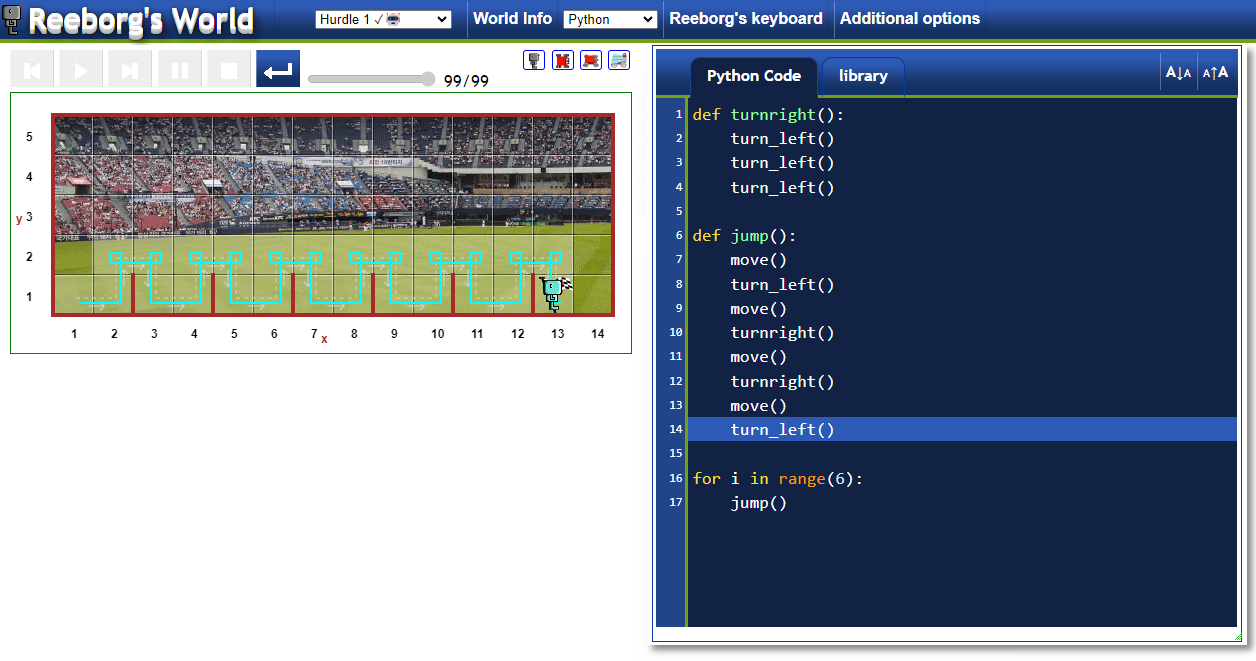 Reeborg's World
Hurdle 1 ✓ 🤖
World Info
Python
Reeborg's keyboard
Additional options
99/99
5
4
y 3
2
1
1 2 3 4 5 6 7 x 8 9 10 11 12 13 14
Python Code
library
A↓A A↑A
1 def turnright():
2     turn_left()
3     turn_left()
4     turn_left()
5
6 def jump():
7     move()
8     turn_left()
9     move()
10     turnright()
11     move()
12     turnright()
13     move()
14     turn_left()
15
16 for i in range(6):
17     jump()